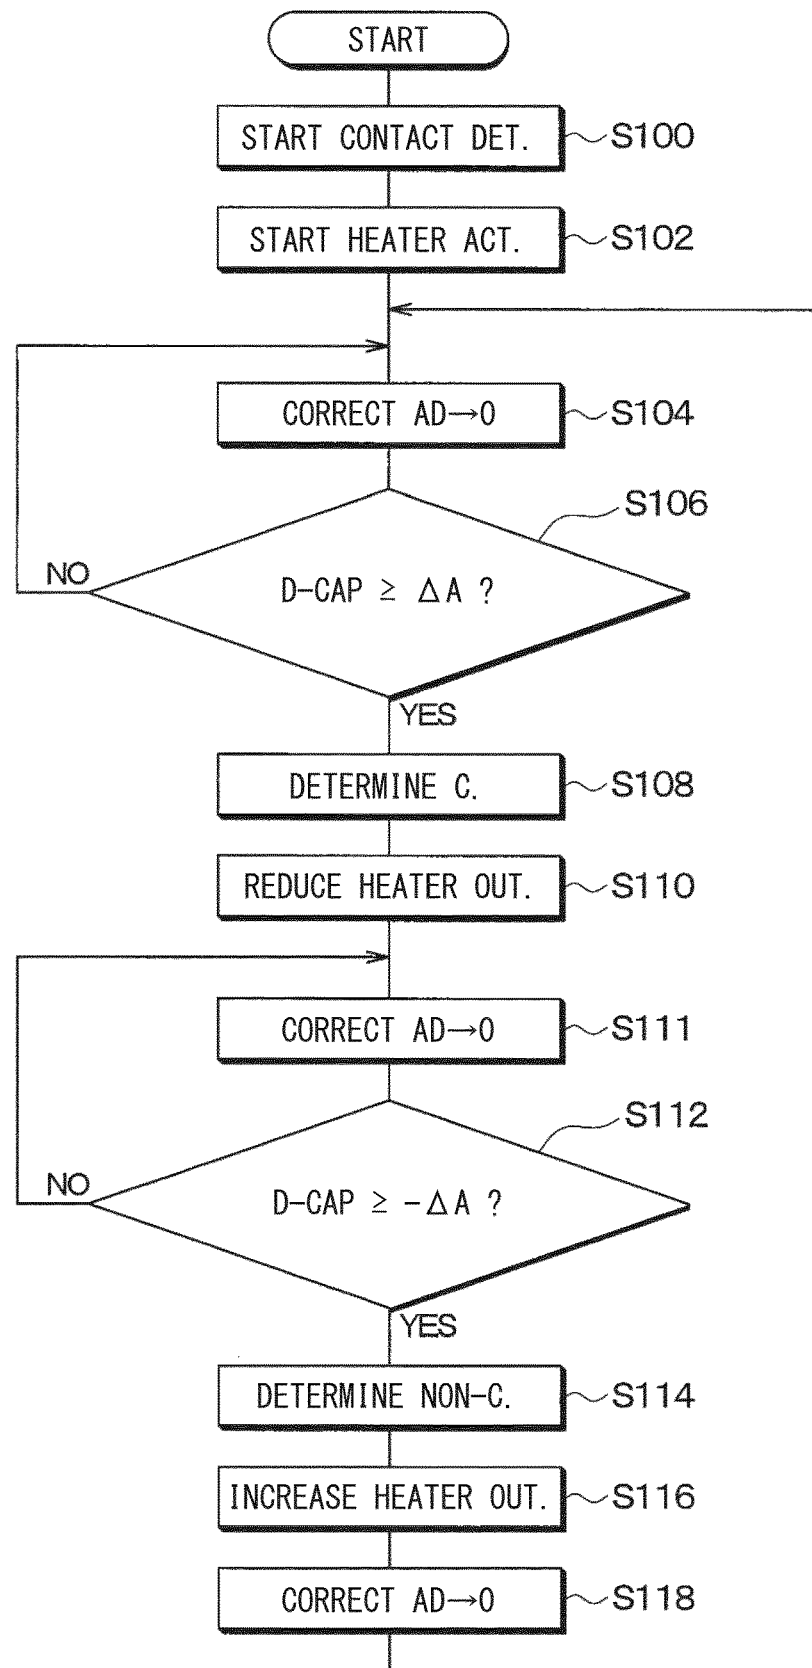 START
START CONTACT DET.
S100
START HEATER ACT.
S102
CORRECT AD→0
S104
S106
D-CAP ≥ ΔA ?
NO
YES
DETERMINE C.
S108
REDUCE HEATER OUT.
S110
CORRECT AD→0
S111
S112
D-CAP ≥ -ΔA ?
NO
YES
DETERMINE NON-C.
S114
INCREASE HEATER OUT.
S116
CORRECT AD→0
S118